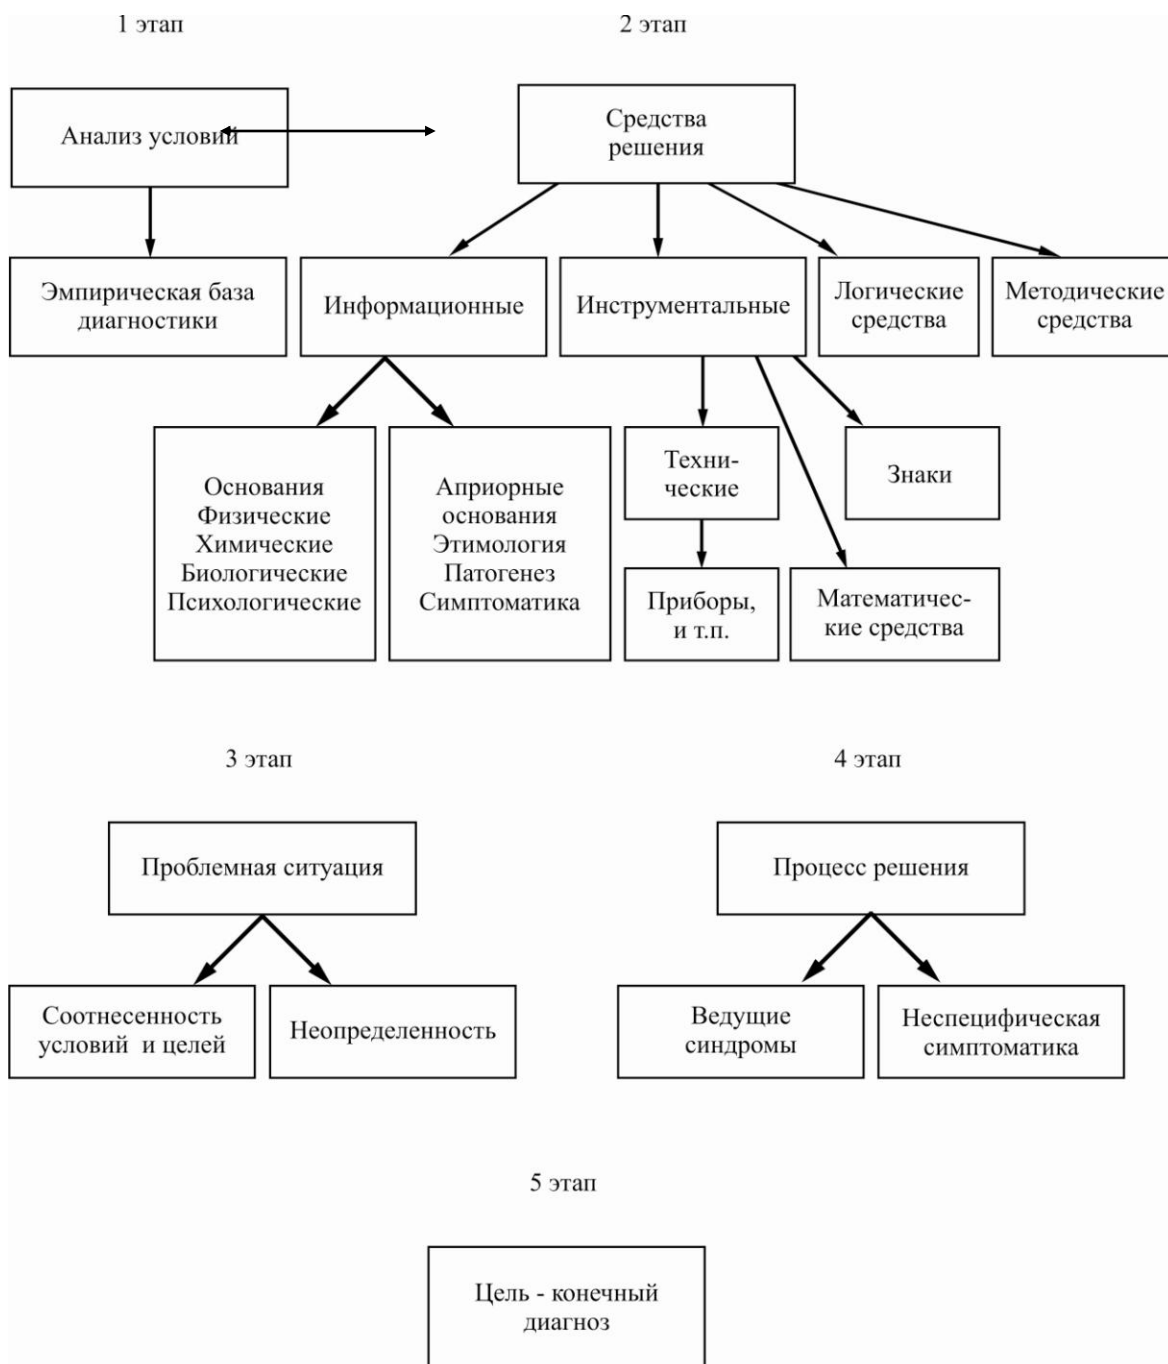 1 этап
2 этап
Анализ условий
Средства
решения
Эмпирическая база
диагностики
Информационные
Инструментальные
Логические
средства
Методические
средства
Основания
Физические
Химические
Биологические
Психологические
Априорные
основания
Этимология
Патогенез
Симптоматика
Техни-
ческие
Знаки
Приборы,
и т.п.
Математичес-
кие средства
3 этап
4 этап
Проблемная ситуация
Процесс решения
Соотнесенность
условий и целей
Неопределенность
Ведущие
синдромы
Неспецифическая
симптоматика
5 этап
Цель - конечный
диагноз